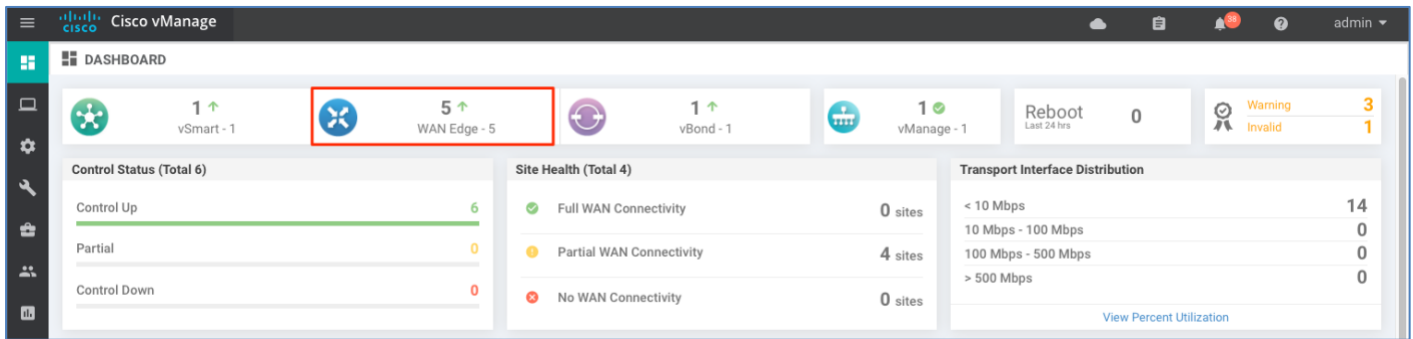 CISCO Cisco vManage 38 admin
DASHBOARD
1 5 1 1 Reboot 0 Warning 3
vSmart - 1 WAN Edge - 5 vBond - 1 vManage - 1 Last 24 hrs Invalid 1
Control Status (Total 6)
Control Up 6
Partial 0
Control Down 0
Site Health (Total 4)
Full WAN Connectivity 0 sites
Partial WAN Connectivity 4 sites
No WAN Connectivity 0 sites
Transport Interface Distribution
< 10 Mbps 14
10 Mbps - 100 Mbps 0
100 Mbps - 500 Mbps 0
> 500 Mbps 0
View Percent Utilization